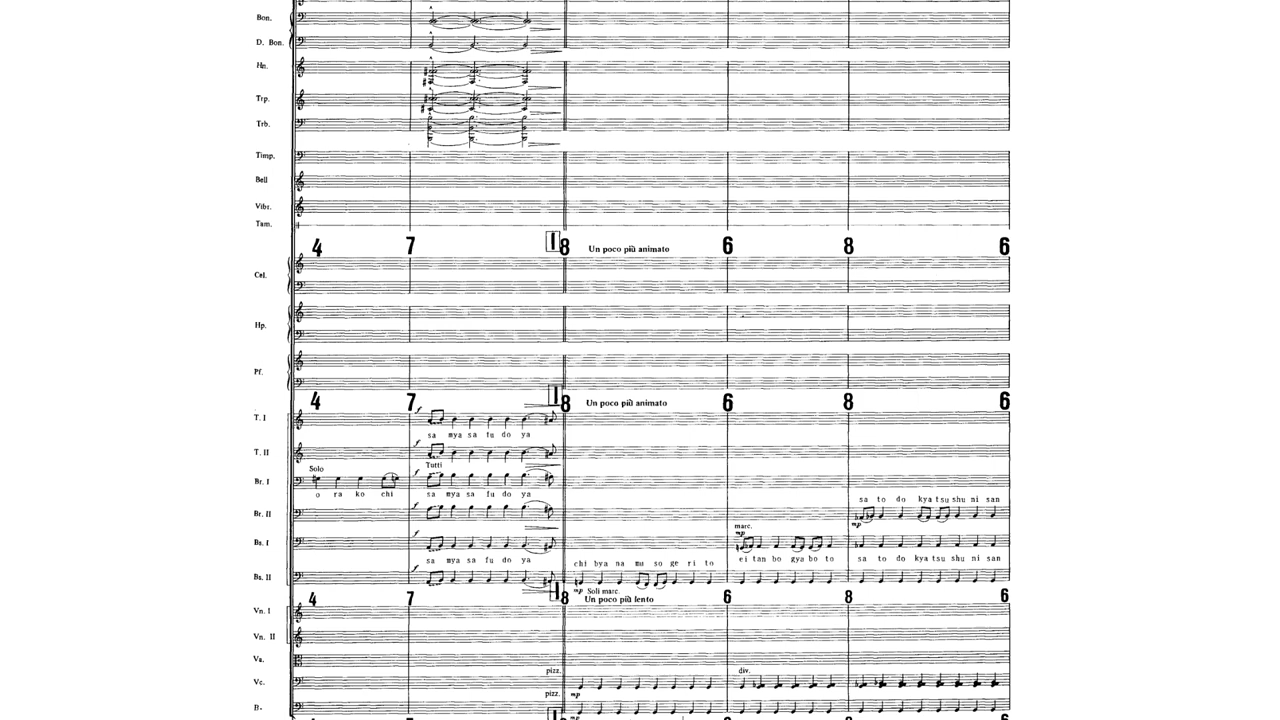 Bon.
D. Bon.
Hn.
Trp.
Trb.
Timp.
Bell
Vibr.
Tam.
4 7 I 8 Un poco più animato 6 8 6
Cel.
Hp.
Pf.
4 7 I 8 Un poco più animato 6 8 6
T. I f
sa mya sa fu do ya
T. II f
Solo Tutti
Br. I f
o ra ko chi sa mya sa fu do ya
sa to do kya tsu shu ni san
Br. II f mp
marc.
mp
Bs. I f
sa mya sa fu do ya chi bya na mu so ge ri to ei tan bo gya bo to sa to do kya tsu shu ni san
Bs. II f
mp Soli marc.
4 7 I 8 Un poco più lento 6 8 6
Vn. I
Vn. II
Va.
pizz. div.
Vc.
pizz. mp
B.
mp